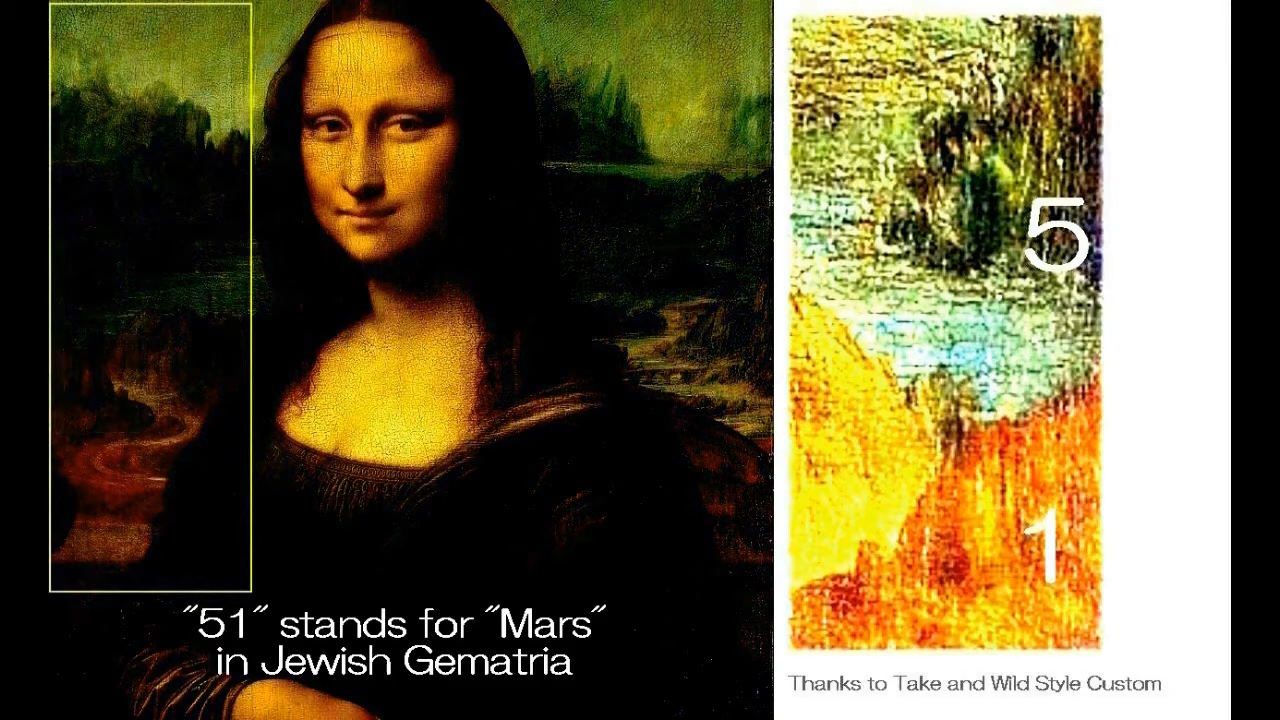 5
1
"51" stands for "Mars"
in Jewish Gematria
Thanks to Take and Wild Style Custom